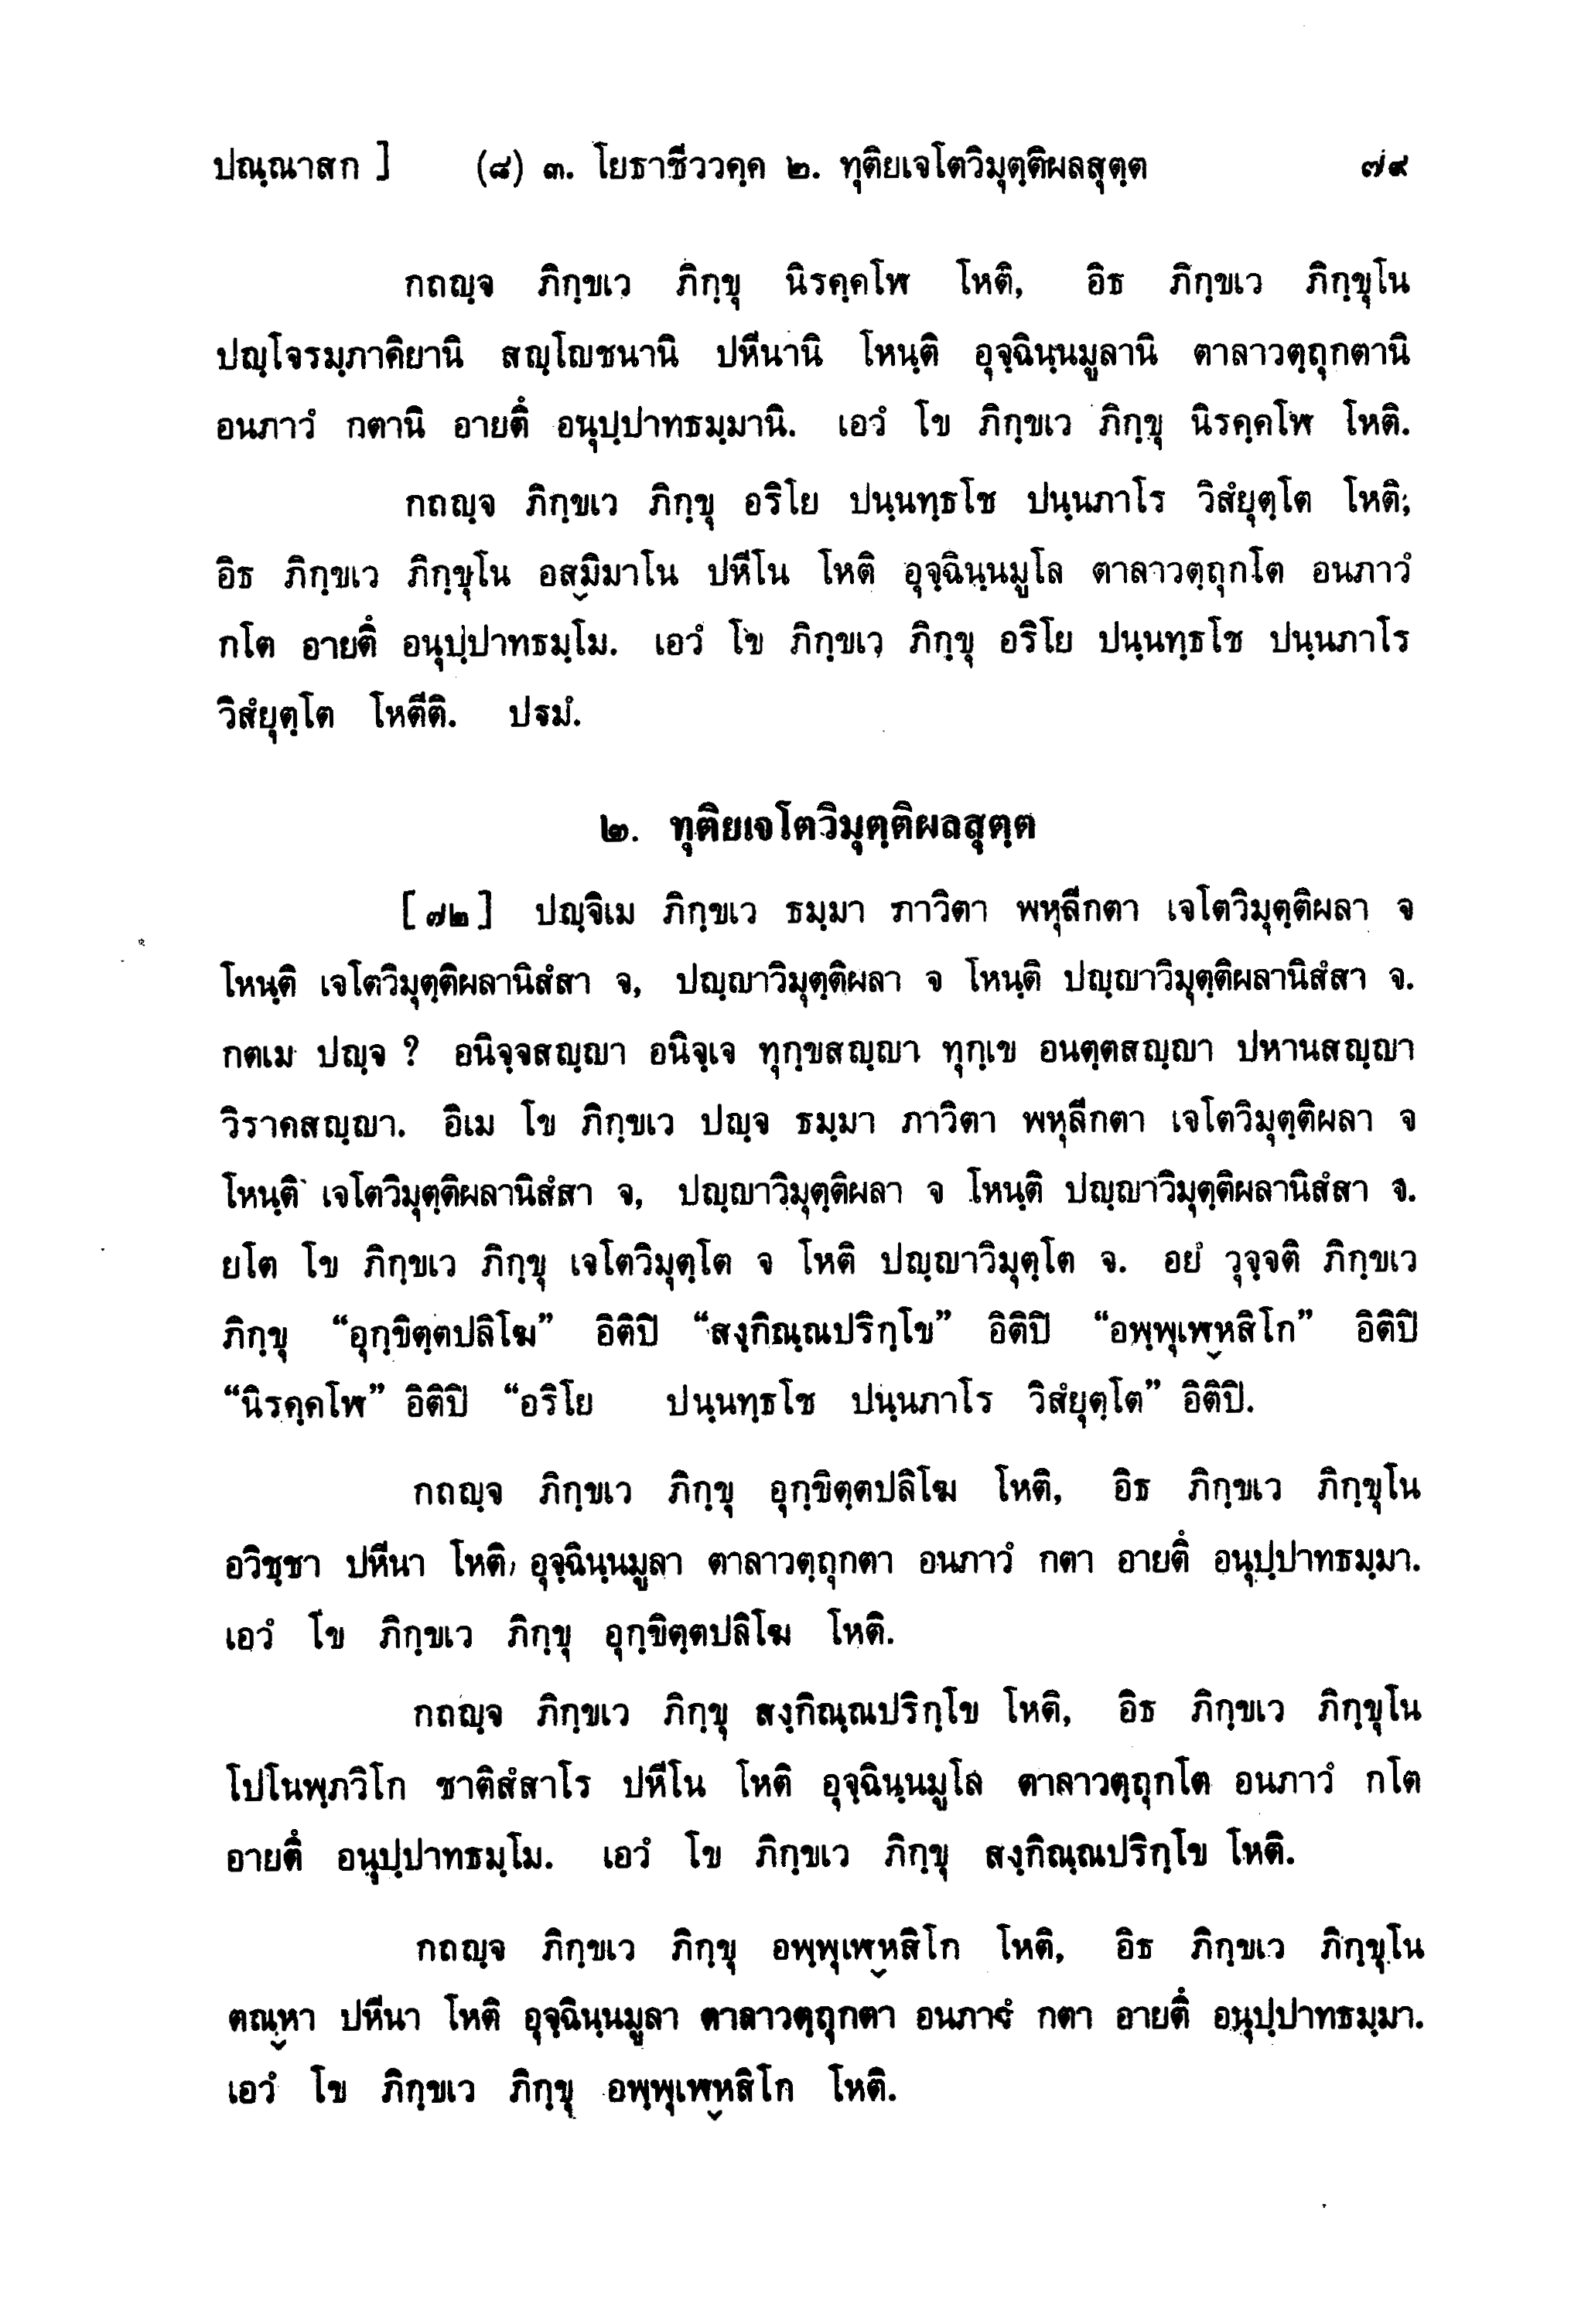 ปณฺณาสก ] (๘) ๓. โยธาชีววคฺค ๒. ทุติยเจโตวิมุตฺติผลสุตฺต ๗๙
กถญฺจ ภิกฺขเว ภิกฺขุ นิรคฺคโฬ โหติ, อิธ ภิกฺขเว ภิกฺขุโน
ปญฺโจรมฺภาคิยานิ สญฺโญชนานิ ปหีนานิ โหนฺติ อุจฺฉินฺนมูลานิ ตาลาวตฺถุกตานิ
อนภาวํ กตานิ อายตึ อนุปฺปาทธมฺมานิ. เอวํ โข ภิกฺขเว ภิกฺขุ นิรคฺคโฬ โหติ.
กถญฺจ ภิกฺขเว ภิกฺขุ อริโย ปนฺนทฺธโช ปนฺนภาโร วิสํยุตฺโต โหติ;
อิธ ภิกฺขเว ภิกฺขุโน อสฺมิมาโน ปหีโน โหติ อุจฺฉินฺนมูโล ตาลาวตฺถุกโต อนภาวํ
กโต อายตึ อนุปฺปาทธมฺโม. เอวํ โข ภิกฺขเว ภิกฺขุ อริโย ปนฺนทฺธโช ปนฺนภาโร
วิสํยุตฺโต โหตีติ. ปฐมํ.
๒. ทุติยเจโตวิมุตฺติผลสุตฺต
[๗๒] ปญฺจิเม ภิกฺขเว ธมฺมา ภาวิตา พหุลีกตา เจโตวิมุตฺติผลา จ
โหนฺติ เจโตวิมุตฺติผลานิสํสา จ, ปญฺญาวิมุตฺติผลา จ โหนฺติ ปญฺญาวิมุตฺติผลานิสํสา จ.
กตเม ปญฺจ ? อนิจฺจสญฺญา อนิจฺเจ ทุกฺขสญฺญา ทุกฺเข อนตฺตสญฺญา ปหานสญฺญา
วิราคสญฺญา. อิเม โข ภิกฺขเว ปญฺจ ธมฺมา ภาวิตา พหุลีกตา เจโตวิมุตฺติผลา จ
โหนฺติ เจโตวิมุตฺติผลานิสํสา จ, ปญฺญาวิมุตฺติผลา จ โหนฺติ ปญฺญาวิมุตฺติผลานิสํสา จ.
ยโต โข ภิกฺขเว ภิกฺขุ เจโตวิมุตฺโต จ โหติ ปญฺญาวิมุตฺโต จ. อยํ วุจฺจติ ภิกฺขเว
ภิกฺขุ “อุกฺขิตฺตปลิโฆ” อิติปิ “สงฺกิณฺณปริกฺโข” อิติปิ “อพฺพุเฬฺหสิโก” อิติปิ
“นิรคฺคโฬ” อิติปิ “อริโย ปนฺนทฺธโช ปนฺนภาโร วิสํยุตฺโต” อิติปิ.
กถญฺจ ภิกฺขเว ภิกฺขุ อุกฺขิตฺตปลิโฆ โหติ, อิธ ภิกฺขเว ภิกฺขุโน
อวิชฺชา ปหีนา โหติ, อุจฺฉินฺนมูลา ตาลาวตฺถุกตา อนภาวํ กตา อายตึ อนุปฺปาทธมฺมา.
เอวํ โข ภิกฺขเว ภิกฺขุ อุกฺขิตฺตปลิโฆ โหติ.
กถญฺจ ภิกฺขเว ภิกฺขุ สงฺกิณฺณปริกฺโข โหติ, อิธ ภิกฺขเว ภิกฺขุโน
โปโนพฺภวิโก ชาติสํสาโร ปหีโน โหติ อุจฺฉินฺนมูโล ตาลาวตฺถุกโต อนภาวํ กโต
อายตึ อนุปฺปาทธมฺโม. เอวํ โข ภิกฺขเว ภิกฺขุ สงฺกิณฺณปริกฺโข โหติ.
กถญฺจ ภิกฺขเว ภิกฺขุ อพฺพุเฬฺหสิโก โหติ, อิธ ภิกฺขเว ภิกฺขุโน
ตณฺหา ปหีนา โหติ อุจฺฉินฺนมูลา ตาลาวตฺถุกตา อนภาวํ กตา อายตึ อนุปฺปาทธมฺมา.
เอวํ โข ภิกฺขเว ภิกฺขุ อพฺพุเฬฺหสิโก โหติ.